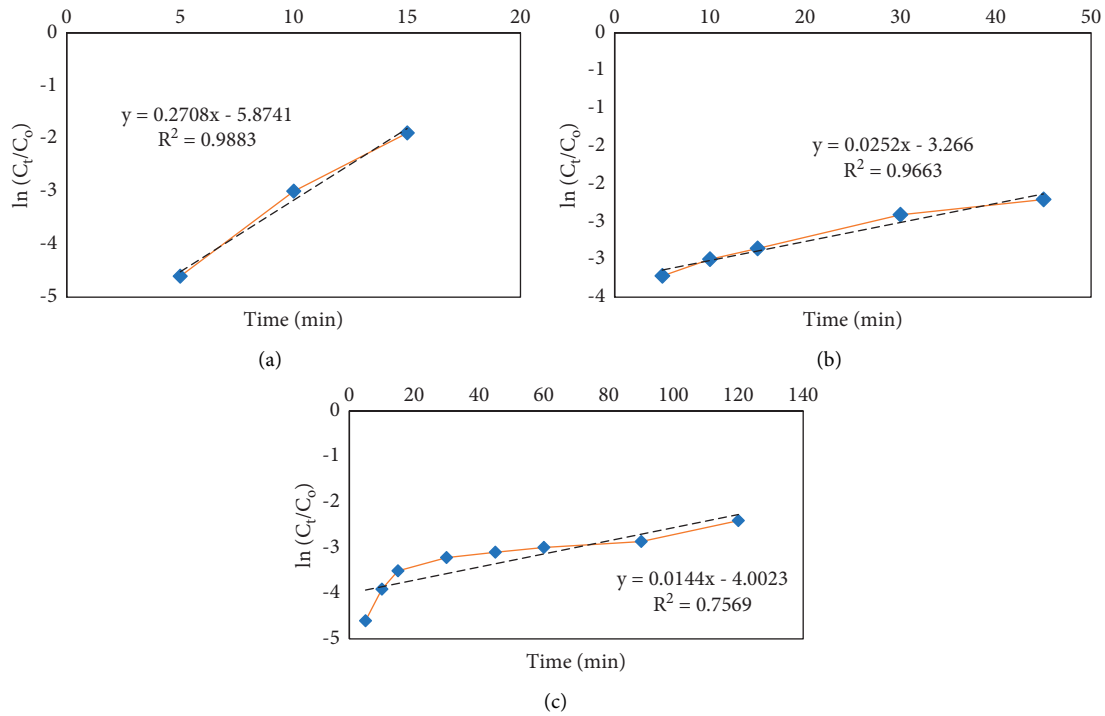 0 5 10 15 20
0
-1
-2
-3
-4
-5
ln (Ct/Co)
y = 0.2708x - 5.8741
R² = 0.9883
Time (min)
(a)
0 10 20 30 40 50
0
-1
-1
-2
-2
-3
-3
-4
ln (Ct/Co)
y = 0.0252x - 3.266
R² = 0.9663
Time (min)
(b)
0 20 40 60 80 100 120 140
0
-1
-2
-3
-4
-5
ln (Ct/Co)
y = 0.0144x - 4.0023
R² = 0.7569
Time (min)
(c)